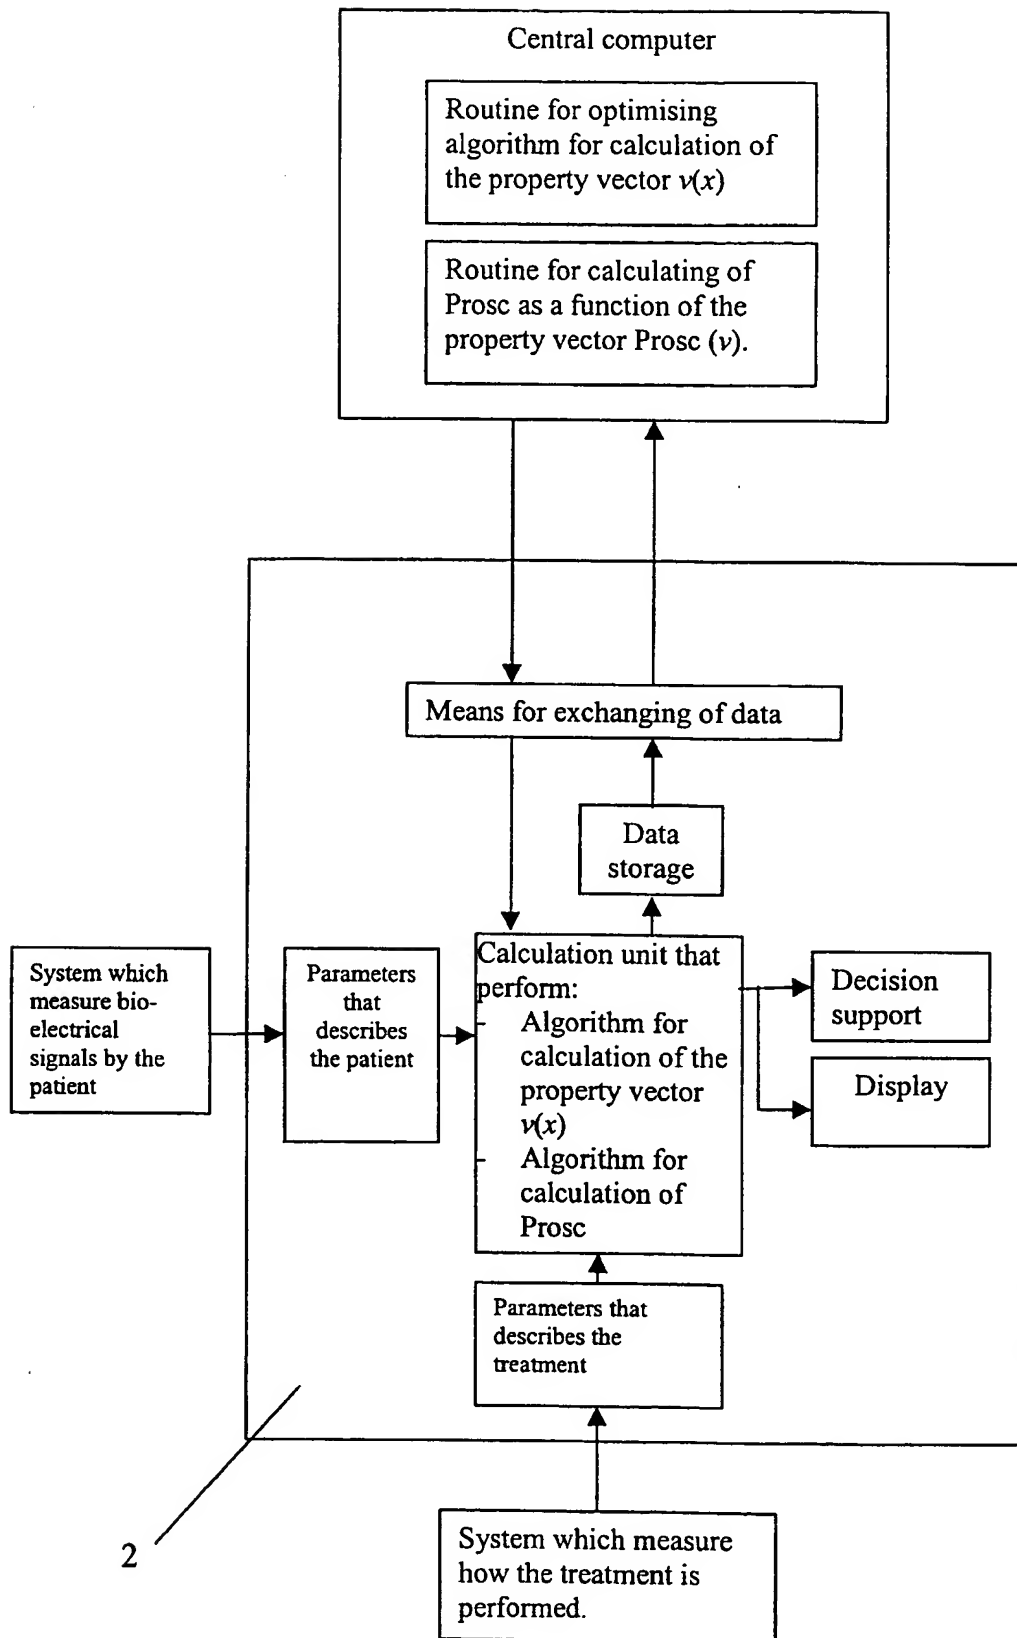 Central computer
Routine for optimising
algorithm for calculation of
the property vector v(x)
Routine for calculating of
Prosc as a function of the
property vector Prosc (v).
Means for exchanging of data
Data
storage
System which
measure bio-
electrical
signals by the
patient
Parameters
that
describes
the patient
Calculation unit that
perform:
- Algorithm for
calculation of the
property vector
v(x)
- Algorithm for
calculation of
Prosc
Decision
support
Display
Parameters that
describes the
treatment
2
System which measure
how the treatment is
performed.